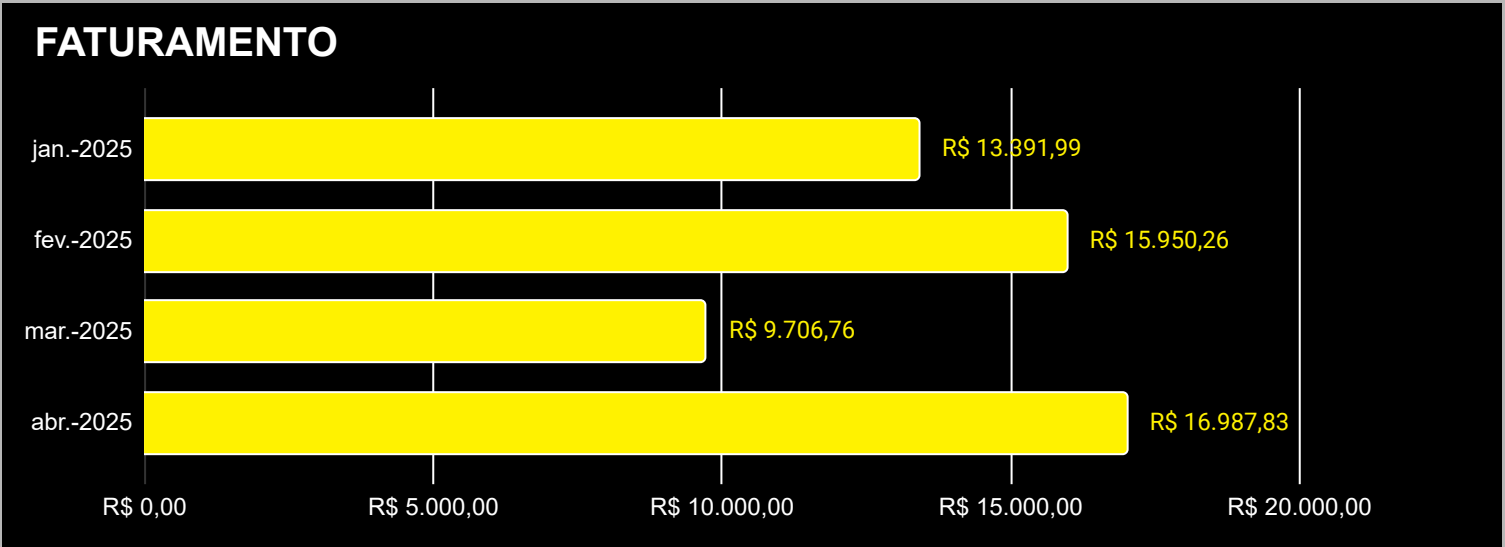 FATURAMENTO
jan.-2025
R$ 13.391,99
fev.-2025
R$ 15.950,26
mar.-2025
R$ 9.706,76
abr.-2025
R$ 16.987,83
R$ 0,00
R$ 5.000,00
R$ 10.000,00
R$ 15.000,00
R$ 20.000,00